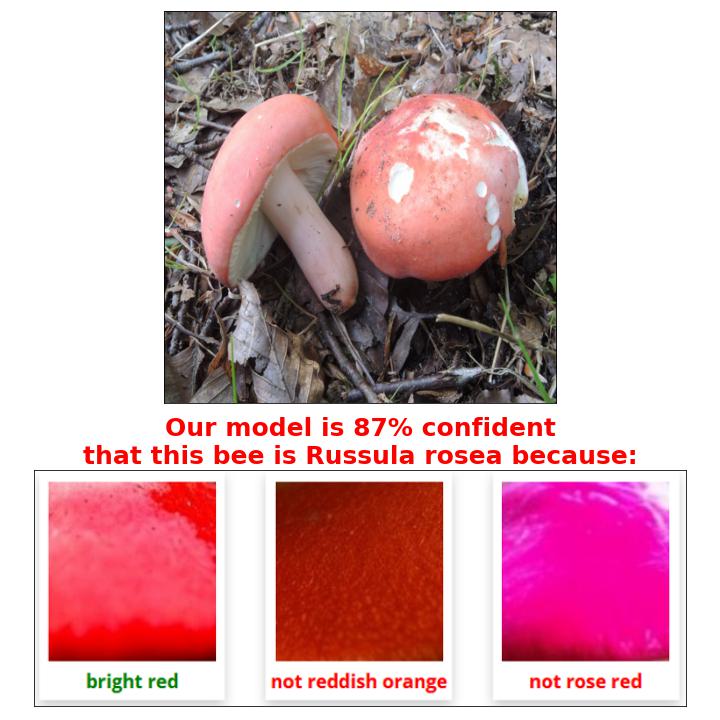 Our model is 87% confident
that this bee is Russula rosea because:
bright red
not reddish orange
not rose red